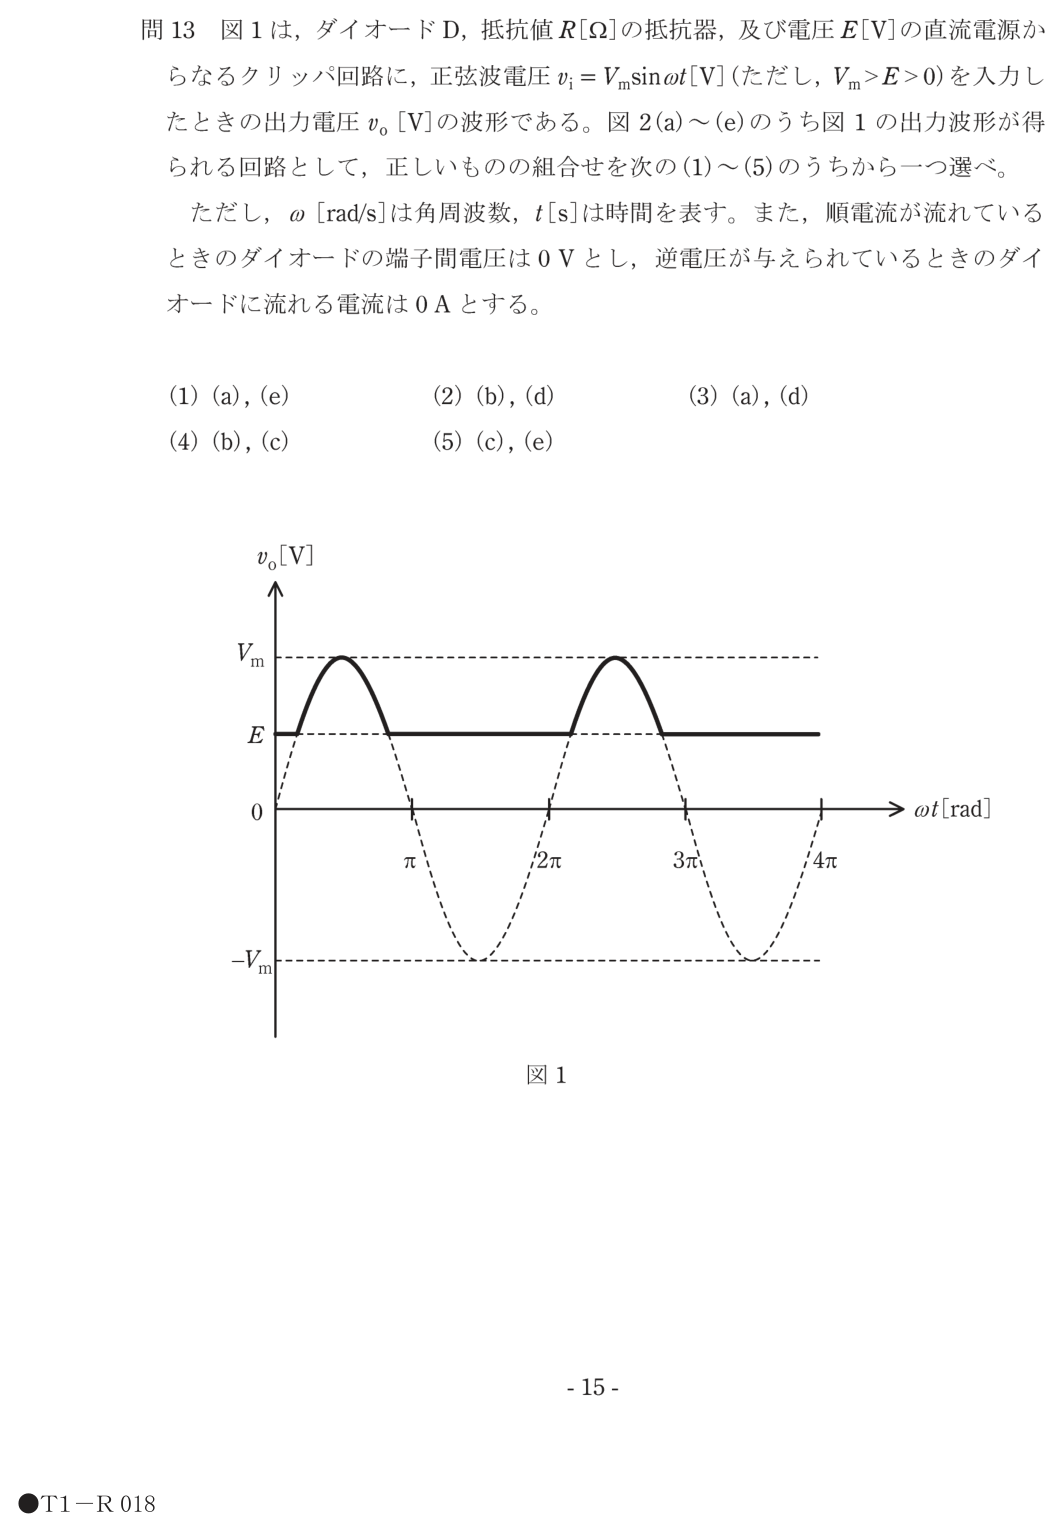 問 13　図 1 は，ダイオード D，抵抗値 R [Ω] の抵抗器，及び電圧 E [V] の直流電源か
らなるクリッパ回路に，正弦波電圧 vi = Vm sin ωt [V]（ただし，Vm > E > 0）を入力し
たときの出力電圧 vo [V] の波形である。図 2(a)～(e)のうち図 1 の出力波形が得
られる回路として，正しいものの組合せを次の(1)～(5)のうちから一つ選べ。
ただし，ω [rad/s]は角周波数，t [s]は時間を表す。また，順電流が流れている
ときのダイオードの端子間電圧は 0 V とし，逆電圧が与えられているときのダイ
オードに流れる電流は 0 A とする。
(1) (a), (e)　(2) (b), (d)　(3) (a), (d)
(4) (b), (c)　(5) (c), (e)
vo [V]
Vm
E
0
ωt [rad]
π　2π　3π　4π
−Vm
図 1
- 15 -
●T1－R 018